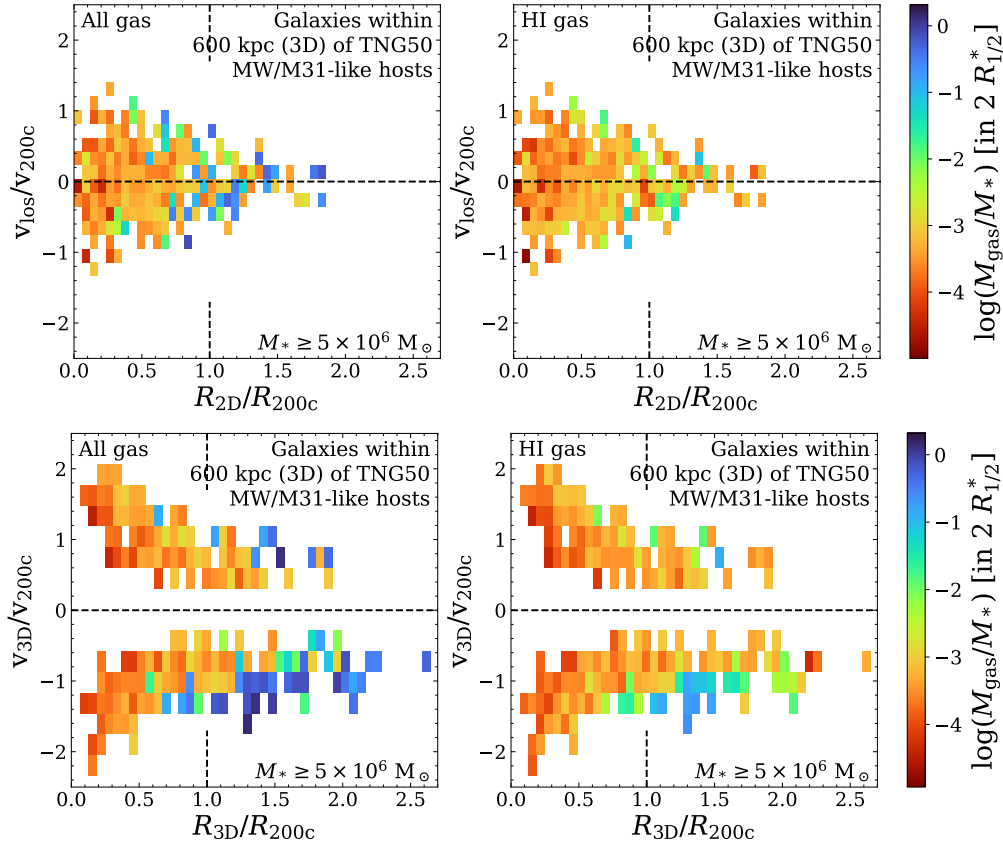 All gas
Galaxies within
600 kpc (3D) of TNG50
MW/M31-like hosts
2
1
0
−1
−2
v_los/v_200c
M_* ≥ 5 × 10^6 M_⊙
0.0 0.5 1.0 1.5 2.0 2.5
R_2D/R_200c
HI gas
Galaxies within
600 kpc (3D) of TNG50
MW/M31-like hosts
2
1
0
−1
−2
v_los/v_200c
M_* ≥ 5 × 10^6 M_⊙
0.0 0.5 1.0 1.5 2.0 2.5
R_2D/R_200c
0
−1
−2
−3
−4
log(M_gas/M_*) [in 2 R^*_1/2]
All gas
Galaxies within
600 kpc (3D) of TNG50
MW/M31-like hosts
2
1
0
−1
−2
v_3D/v_200c
M_* ≥ 5 × 10^6 M_⊙
0.0 0.5 1.0 1.5 2.0 2.5
R_3D/R_200c
HI gas
Galaxies within
600 kpc (3D) of TNG50
MW/M31-like hosts
2
1
0
−1
−2
v_3D/v_200c
M_* ≥ 5 × 10^6 M_⊙
0.0 0.5 1.0 1.5 2.0 2.5
R_3D/R_200c
0
−1
−2
−3
−4
log(M_gas/M_*) [in 2 R^*_1/2]